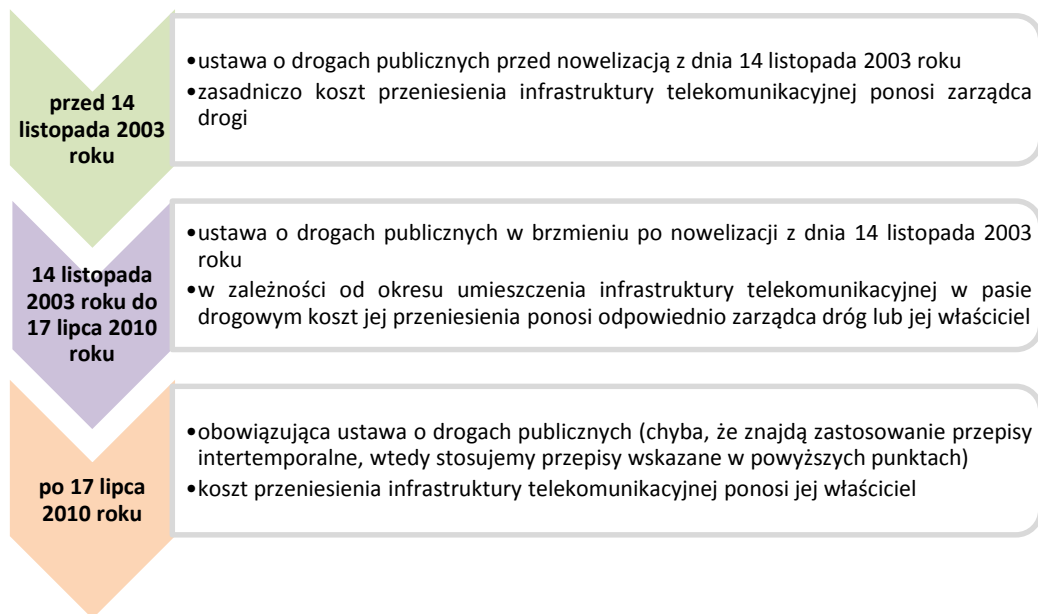 przed 14
listopada 2003
roku
•ustawa o drogach publicznych przed nowelizacją z dnia 14 listopada 2003 roku
•zasadniczo koszt przeniesienia infrastruktury telekomunikacyjnej ponosi zarządca
drogi
14 listopada
2003 roku do
17 lipca 2010
roku
•ustawa o drogach publicznych w brzmieniu po nowelizacji z dnia 14 listopada 2003
roku
•w zależności od okresu umieszczenia infrastruktury telekomunikacyjnej w pasie
drogowym koszt jej przeniesienia ponosi odpowiednio zarządca dróg lub jej właściciel
po 17 lipca
2010 roku
•obowiązująca ustawa o drogach publicznych (chyba, że znajdą zastosowanie przepisy
intertemporalne, wtedy stosujemy przepisy wskazane w powyższych punktach)
•koszt przeniesienia infrastruktury telekomunikacyjnej ponosi jej właściciel